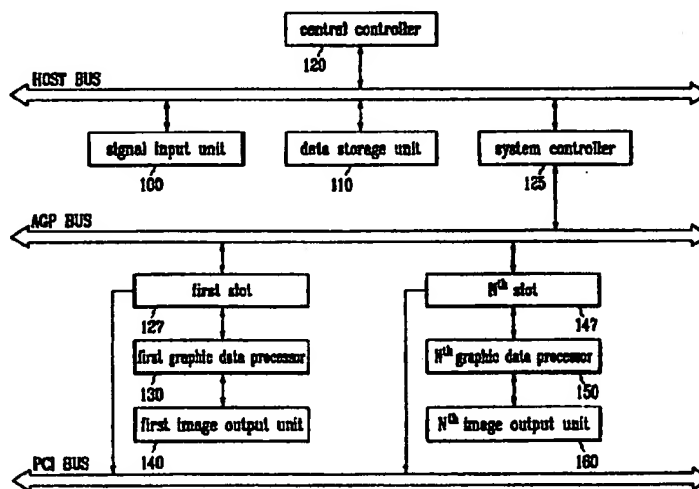 central controller
120
HOST BUS
signal input unit
data storage unit
system controller
100
110
125
AGP BUS
first slot
Nth slot
127
147
first graphic data processor
Nth graphic data processor
130
150
first image output unit
Nth image output unit
140
160
PCI BUS